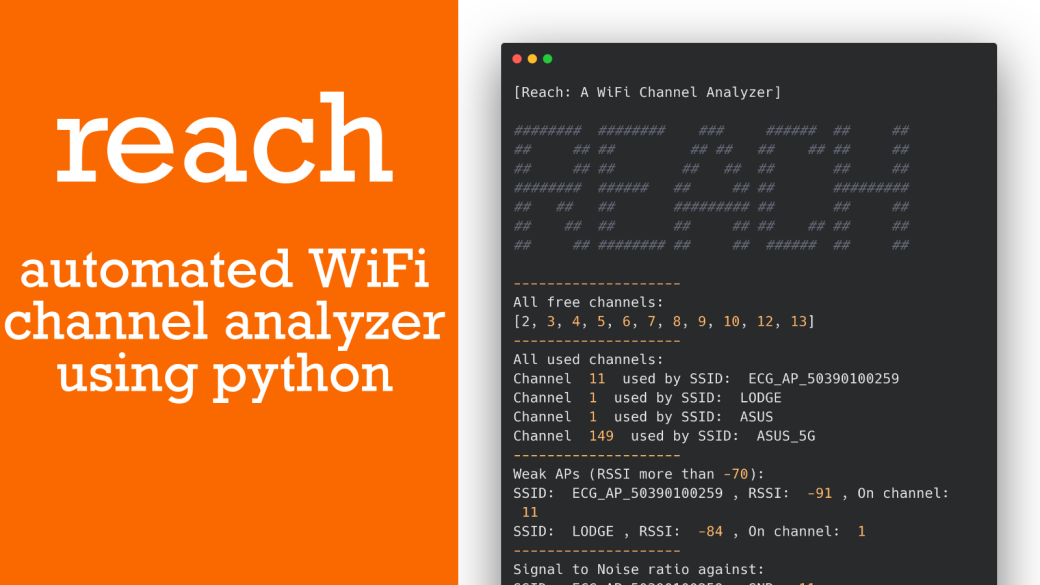 reach
automated WiFi
channel analyzer
using python
[Reach: A WiFi Channel Analyzer]
######## ########    ###     ###### ##     ##
##     ## ##         ## ##   ##    ## ##     ##
##     ## ##        ##   ##  ##       ##     ##
######## ######   ##     ## ##       #########
##   ##   ##       ######### ##       ##     ##
##    ##  ##       ##     ## ##    ## ##     ##
##     ## ######## ##     ##  ######  ##     ##
--------------------
All free channels:
[2, 3, 4, 5, 6, 7, 8, 9, 10, 12, 13]
--------------------
All used channels:
Channel  11  used by SSID:  ECG_AP_50390100259
Channel  1  used by SSID:  LODGE
Channel  1  used by SSID:  ASUS
Channel  149  used by SSID:  ASUS_5G
--------------------
Weak APs (RSSI more than -70):
SSID:  ECG_AP_50390100259 , RSSI:  -91 , On channel:
11
SSID:  LODGE , RSSI:  -84 , On channel:  1
--------------------
Signal to Noise ratio against: